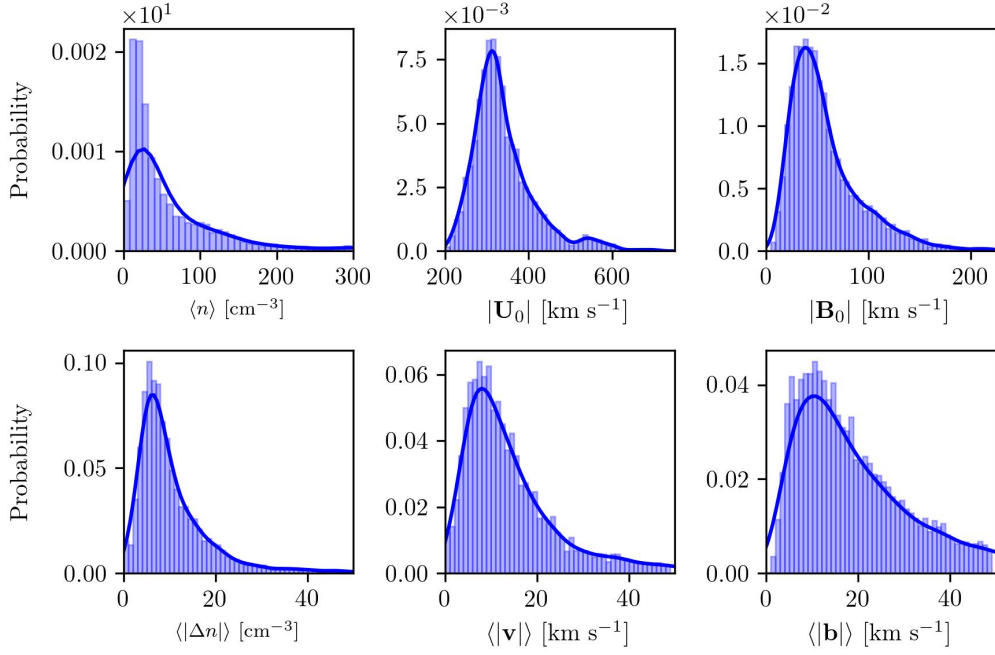 ×10¹ ×10⁻³ ×10⁻²
Probability
0.002
0.001
0.000
0 100 200 300
⟨n⟩ [cm⁻³]
7.5
5.0
2.5
0.0
200 400 600
|U₀| [km s⁻¹]
1.5
1.0
0.5
0.0
0 100 200
|B₀| [km s⁻¹]
Probability
0.10
0.05
0.00
0 20 40
⟨|Δn|⟩ [cm⁻³]
0.06
0.04
0.02
0.00
0 20 40
⟨|v|⟩ [km s⁻¹]
0.04
0.02
0.00
0 20 40
⟨|b|⟩ [km s⁻¹]